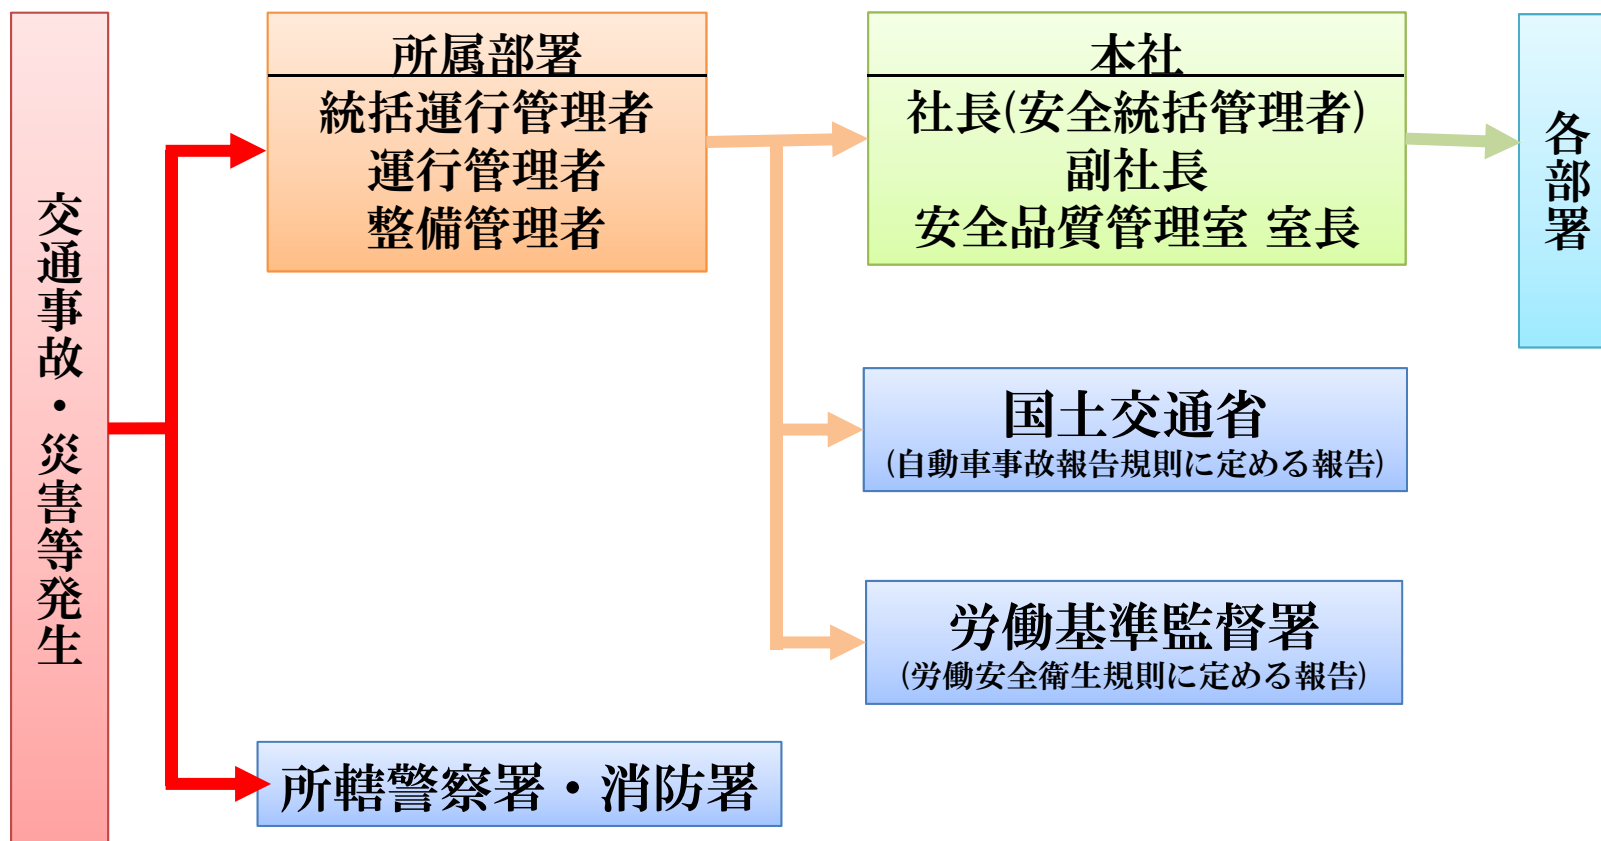 交通事故・災害等発生
所属部署
統括運行管理者
運行管理者
整備管理者
本社
社長(安全統括管理者)
副社長
安全品質管理室 室長
各部署
国土交通省
(自動車事故報告規則に定める報告)
労働基準監督署
(労働安全衛生規則に定める報告)
所轄警察署・消防署